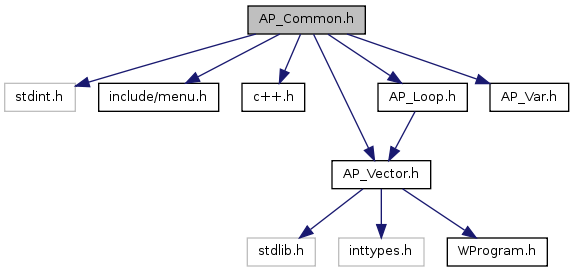 AP_Common.h
stdint.h
include/menu.h
c++.h
AP_Loop.h
AP_Var.h
AP_Vector.h
stdlib.h
inttypes.h
WProgram.h